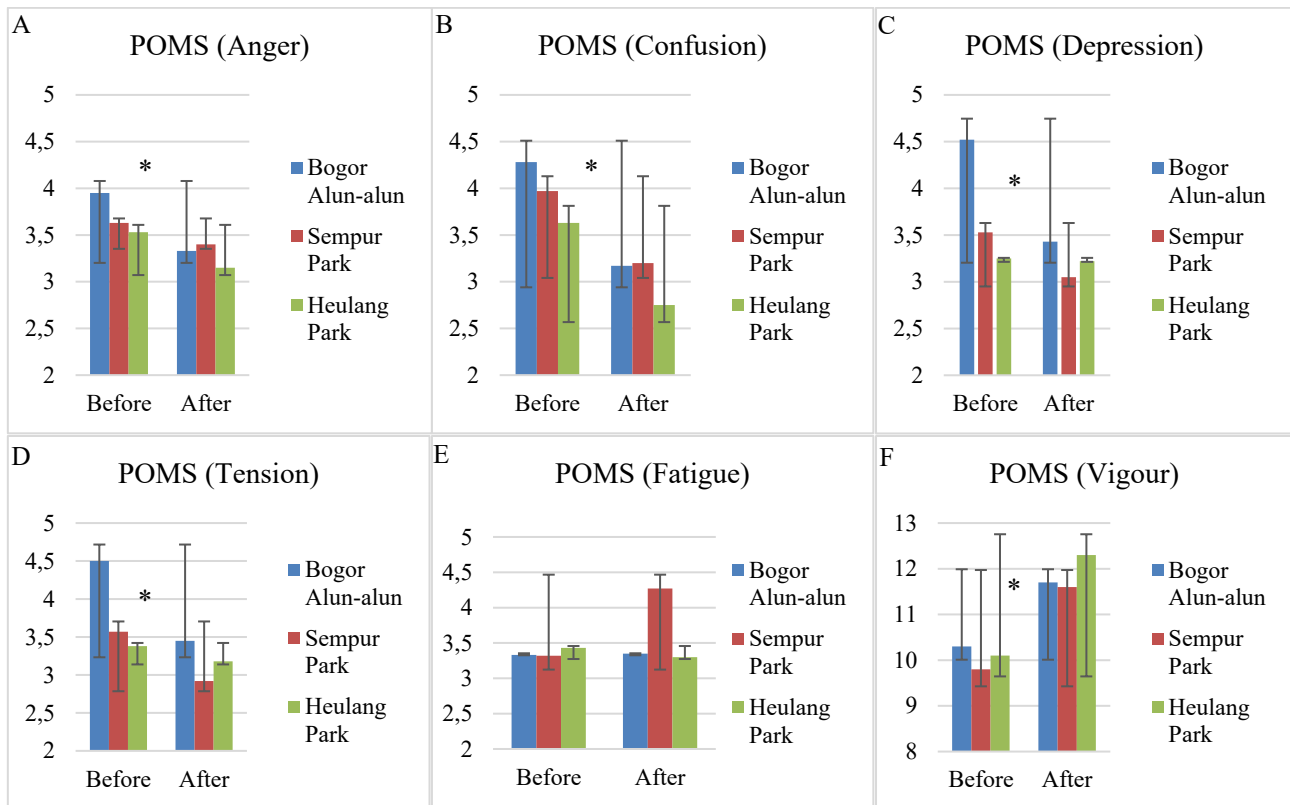 A
POMS (Anger)
5
4,5
4
3,5
3
2,5
2
*
Before
After
Bogor
Alun-alun
Sempur
Park
Heulang
Park
B
POMS (Confusion)
5
4,5
4
3,5
3
2,5
2
*
Before
After
Bogor
Alun-alun
Sempur
Park
Heulang
Park
C
POMS (Depression)
5
4,5
4
3,5
3
2,5
2
*
Before
After
Bogor
Alun-alun
Sempur
Park
Heulang
Park
D
POMS (Tension)
5
4,5
4
3,5
3
2,5
2
*
Before
After
Bogor
Alun-alun
Sempur
Park
Heulang
Park
E
POMS (Fatigue)
5
4,5
4
3,5
3
2,5
2
Before
After
Bogor
Alun-alun
Sempur
Park
Heulang
Park
F
POMS (Vigour)
13
12
11
10
9
8
*
Before
After
Bogor
Alun-alun
Sempur
Park
Heulang
Park